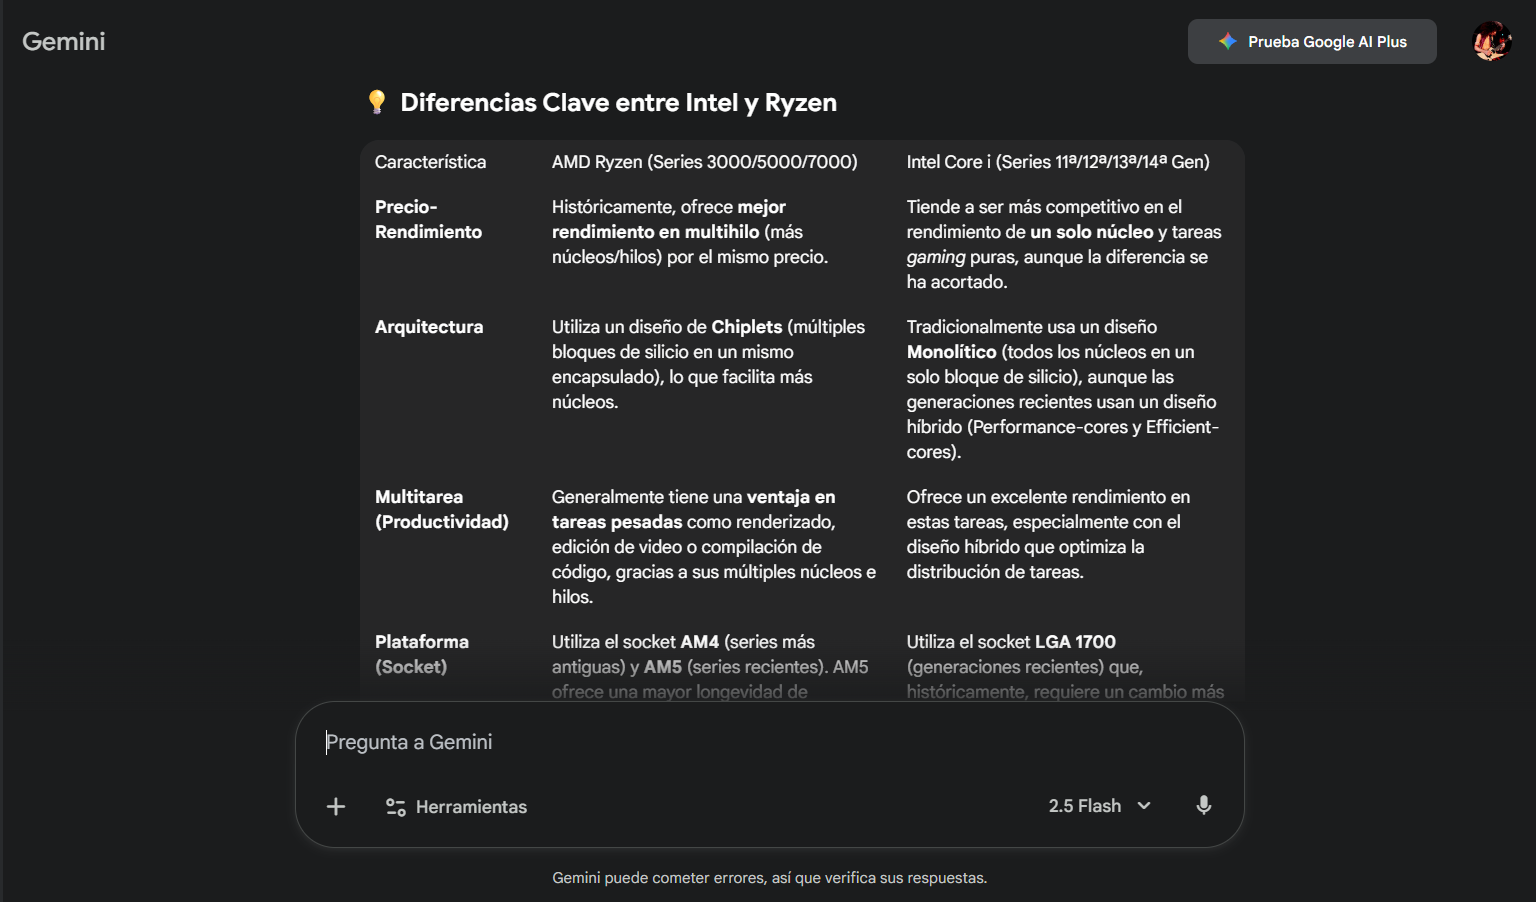 Gemini
Prueba Google AI Plus
💡 Diferencias Clave entre Intel y Ryzen
Característica
AMD Ryzen (Series 3000/5000/7000)
Intel Core i (Series 11ª/12ª/13ª/14ª Gen)
Precio-
Rendimiento
Históricamente, ofrece mejor
rendimiento en multihilo (más
núcleos/hilos) por el mismo precio.
Tiende a ser más competitivo en el
rendimiento de un solo núcleo y tareas
gaming puras, aunque la diferencia se
ha acortado.
Arquitectura
Utiliza un diseño de Chiplets (múltiples
bloques de silicio en un mismo
encapsulado), lo que facilita más
núcleos.
Tradicionalmente usa un diseño
Monolítico (todos los núcleos en un
solo bloque de silicio), aunque las
generaciones recientes usan un diseño
híbrido (Performance-cores y Efficient-
cores).
Multitarea
(Productividad)
Generalmente tiene una ventaja en
tareas pesadas como renderizado,
edición de video o compilación de
código, gracias a sus múltiples núcleos e
hilos.
Ofrece un excelente rendimiento en
estas tareas, especialmente con el
diseño híbrido que optimiza la
distribución de tareas.
Plataforma
(Socket)
Utiliza el socket AM4 (series más
antiguas) y AM5 (series recientes). AM5
ofrece una mayor longevidad de
Utiliza el socket LGA 1700
(generaciones recientes) que,
históricamente, requiere un cambio más
Pregunta a Gemini
Herramientas
2.5 Flash
Gemini puede cometer errores, así que verifica sus respuestas.